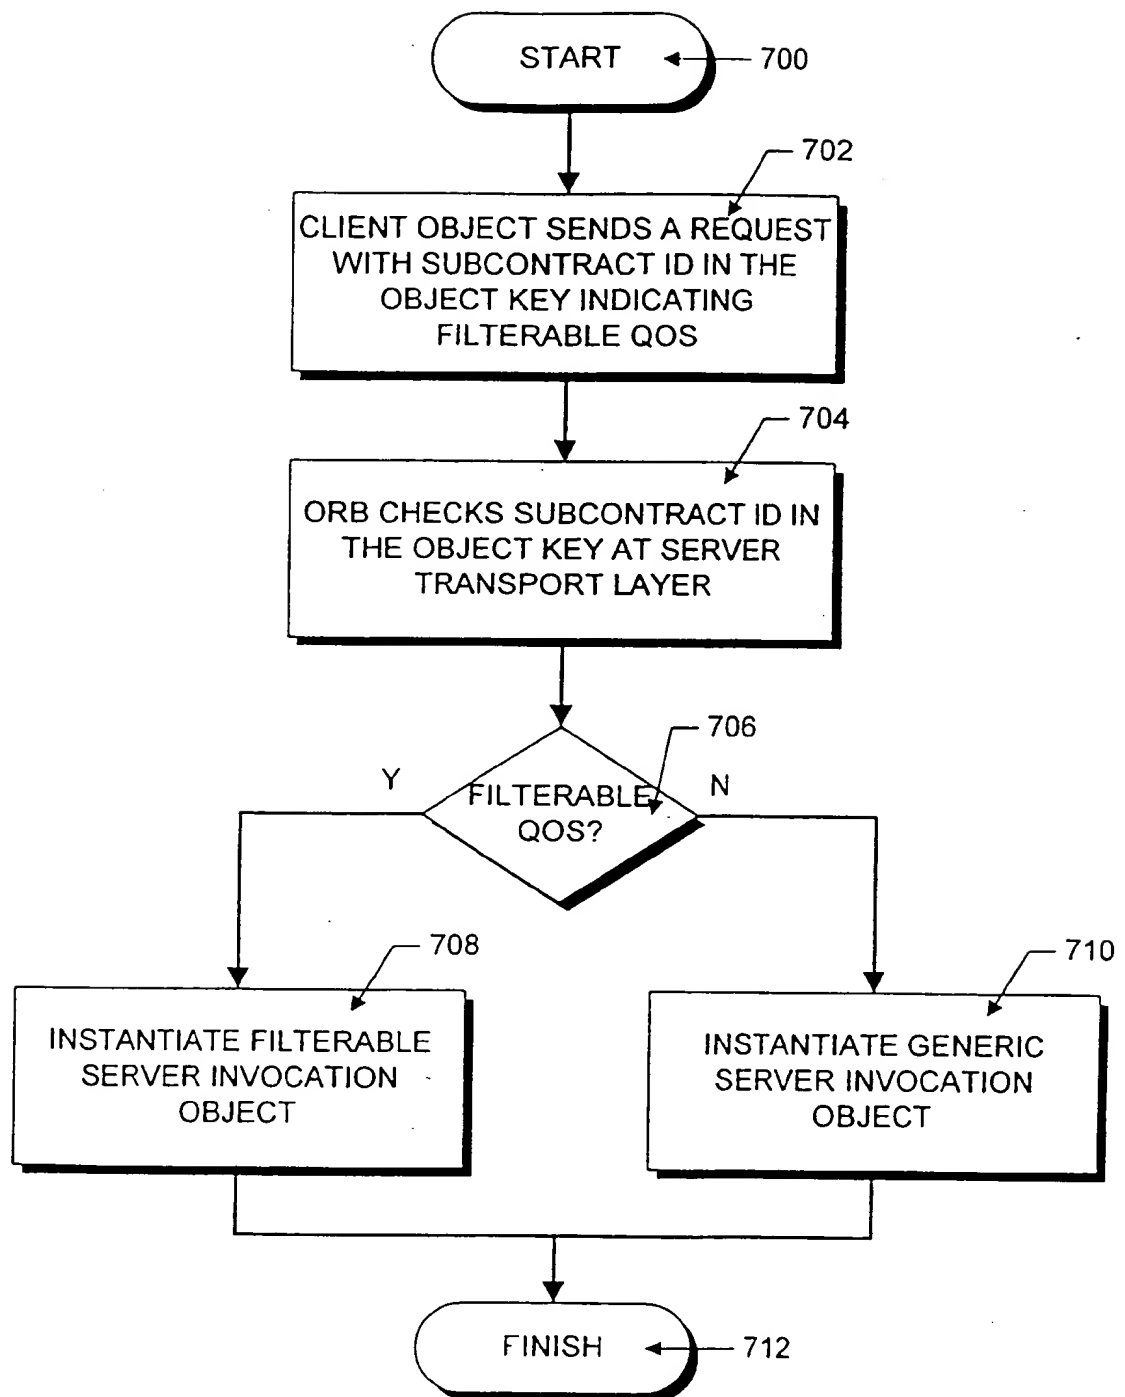 START
700
702
CLIENT OBJECT SENDS A REQUEST
WITH SUBCONTRACT ID IN THE
OBJECT KEY INDICATING
FILTERABLE QOS
704
ORB CHECKS SUBCONTRACT ID IN
THE OBJECT KEY AT SERVER
TRANSPORT LAYER
706
Y
N
FILTERABLE
QOS?
708
710
INSTANTIATE FILTERABLE
SERVER INVOCATION
OBJECT
INSTANTIATE GENERIC
SERVER INVOCATION
OBJECT
FINISH
712